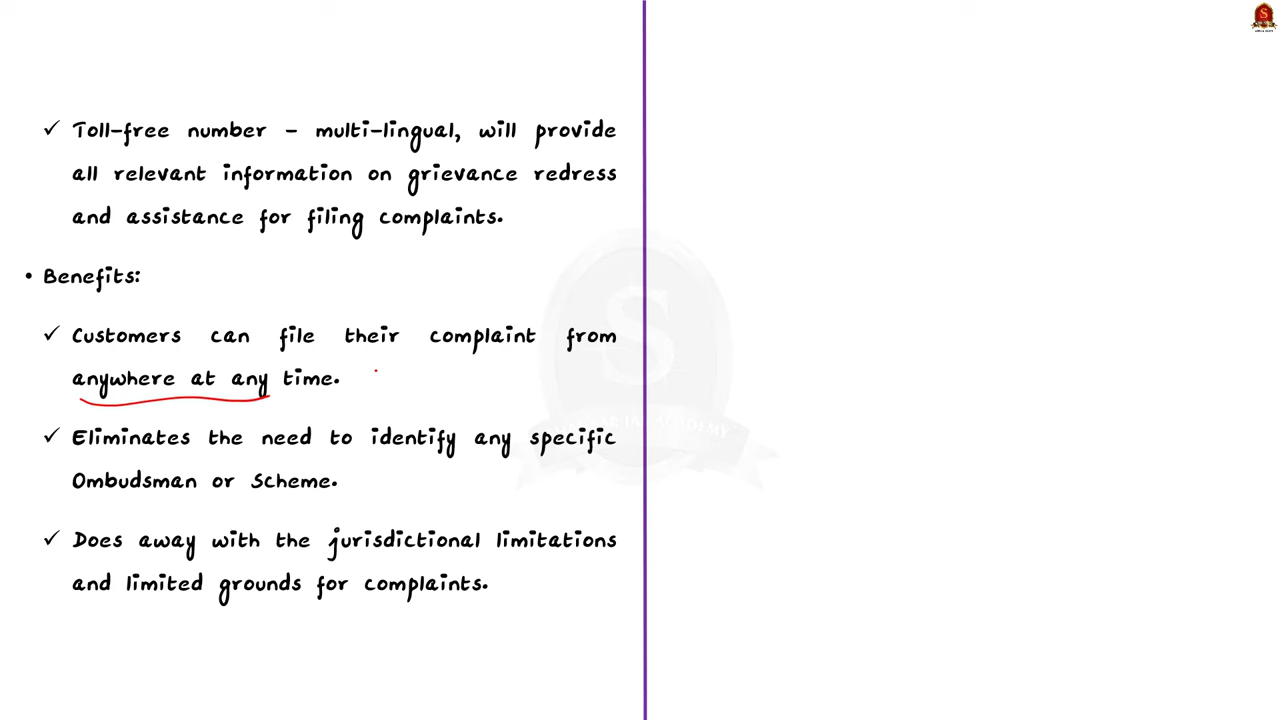 ✓ Toll-free number - multi-lingual, will provide
all relevant information on grievance redress
and assistance for filing complaints.
• Benefits:
✓ Customers can file their complaint from
anywhere at any time.
✓ Eliminates the need to identify any specific
Ombudsman or Scheme.
✓ Does away with the jurisdictional limitations
and limited grounds for complaints.